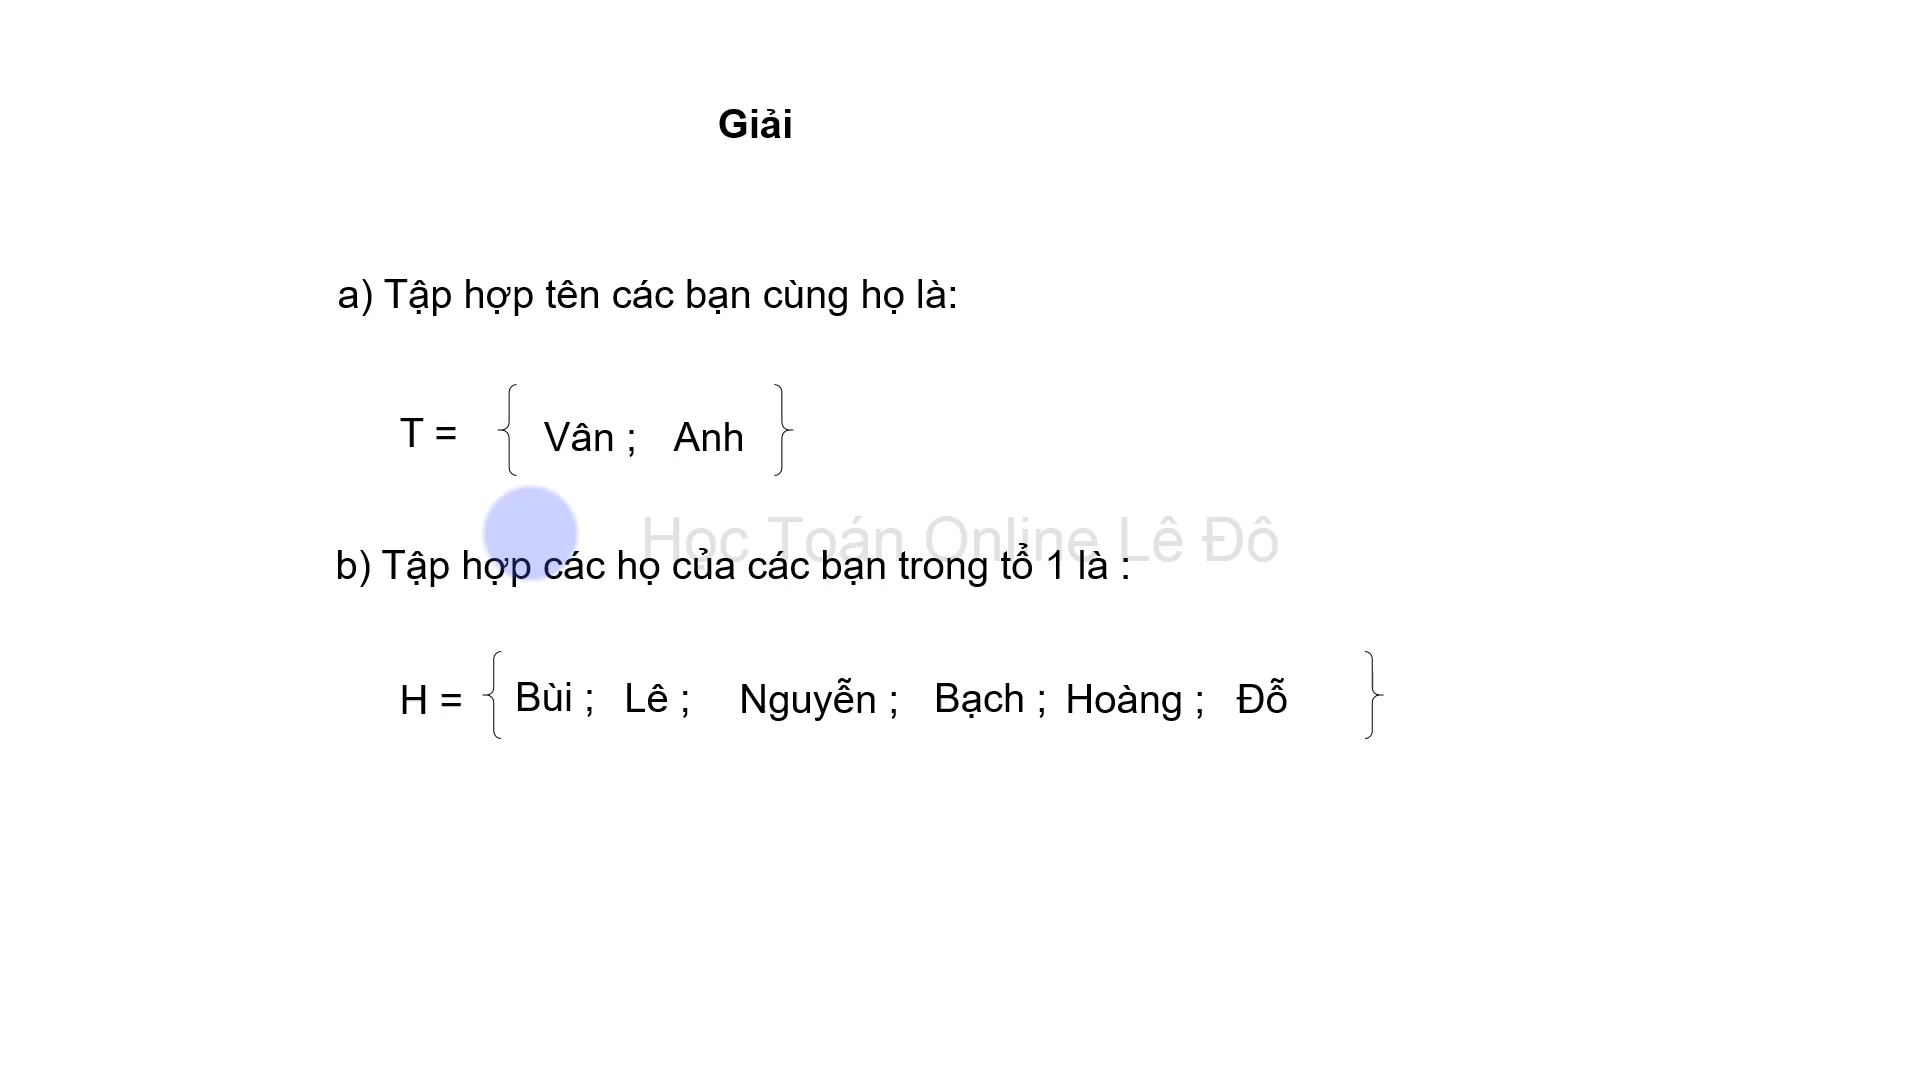 Giải
a) Tập hợp tên các bạn cùng họ là:
T = { Vân ; Anh }
Học Toán Online Lê Đô
b) Tập hợp các họ của các bạn trong tổ 1 là :
H = { Bùi ; Lê ; Nguyễn ; Bạch ; Hoàng ; Đỗ }